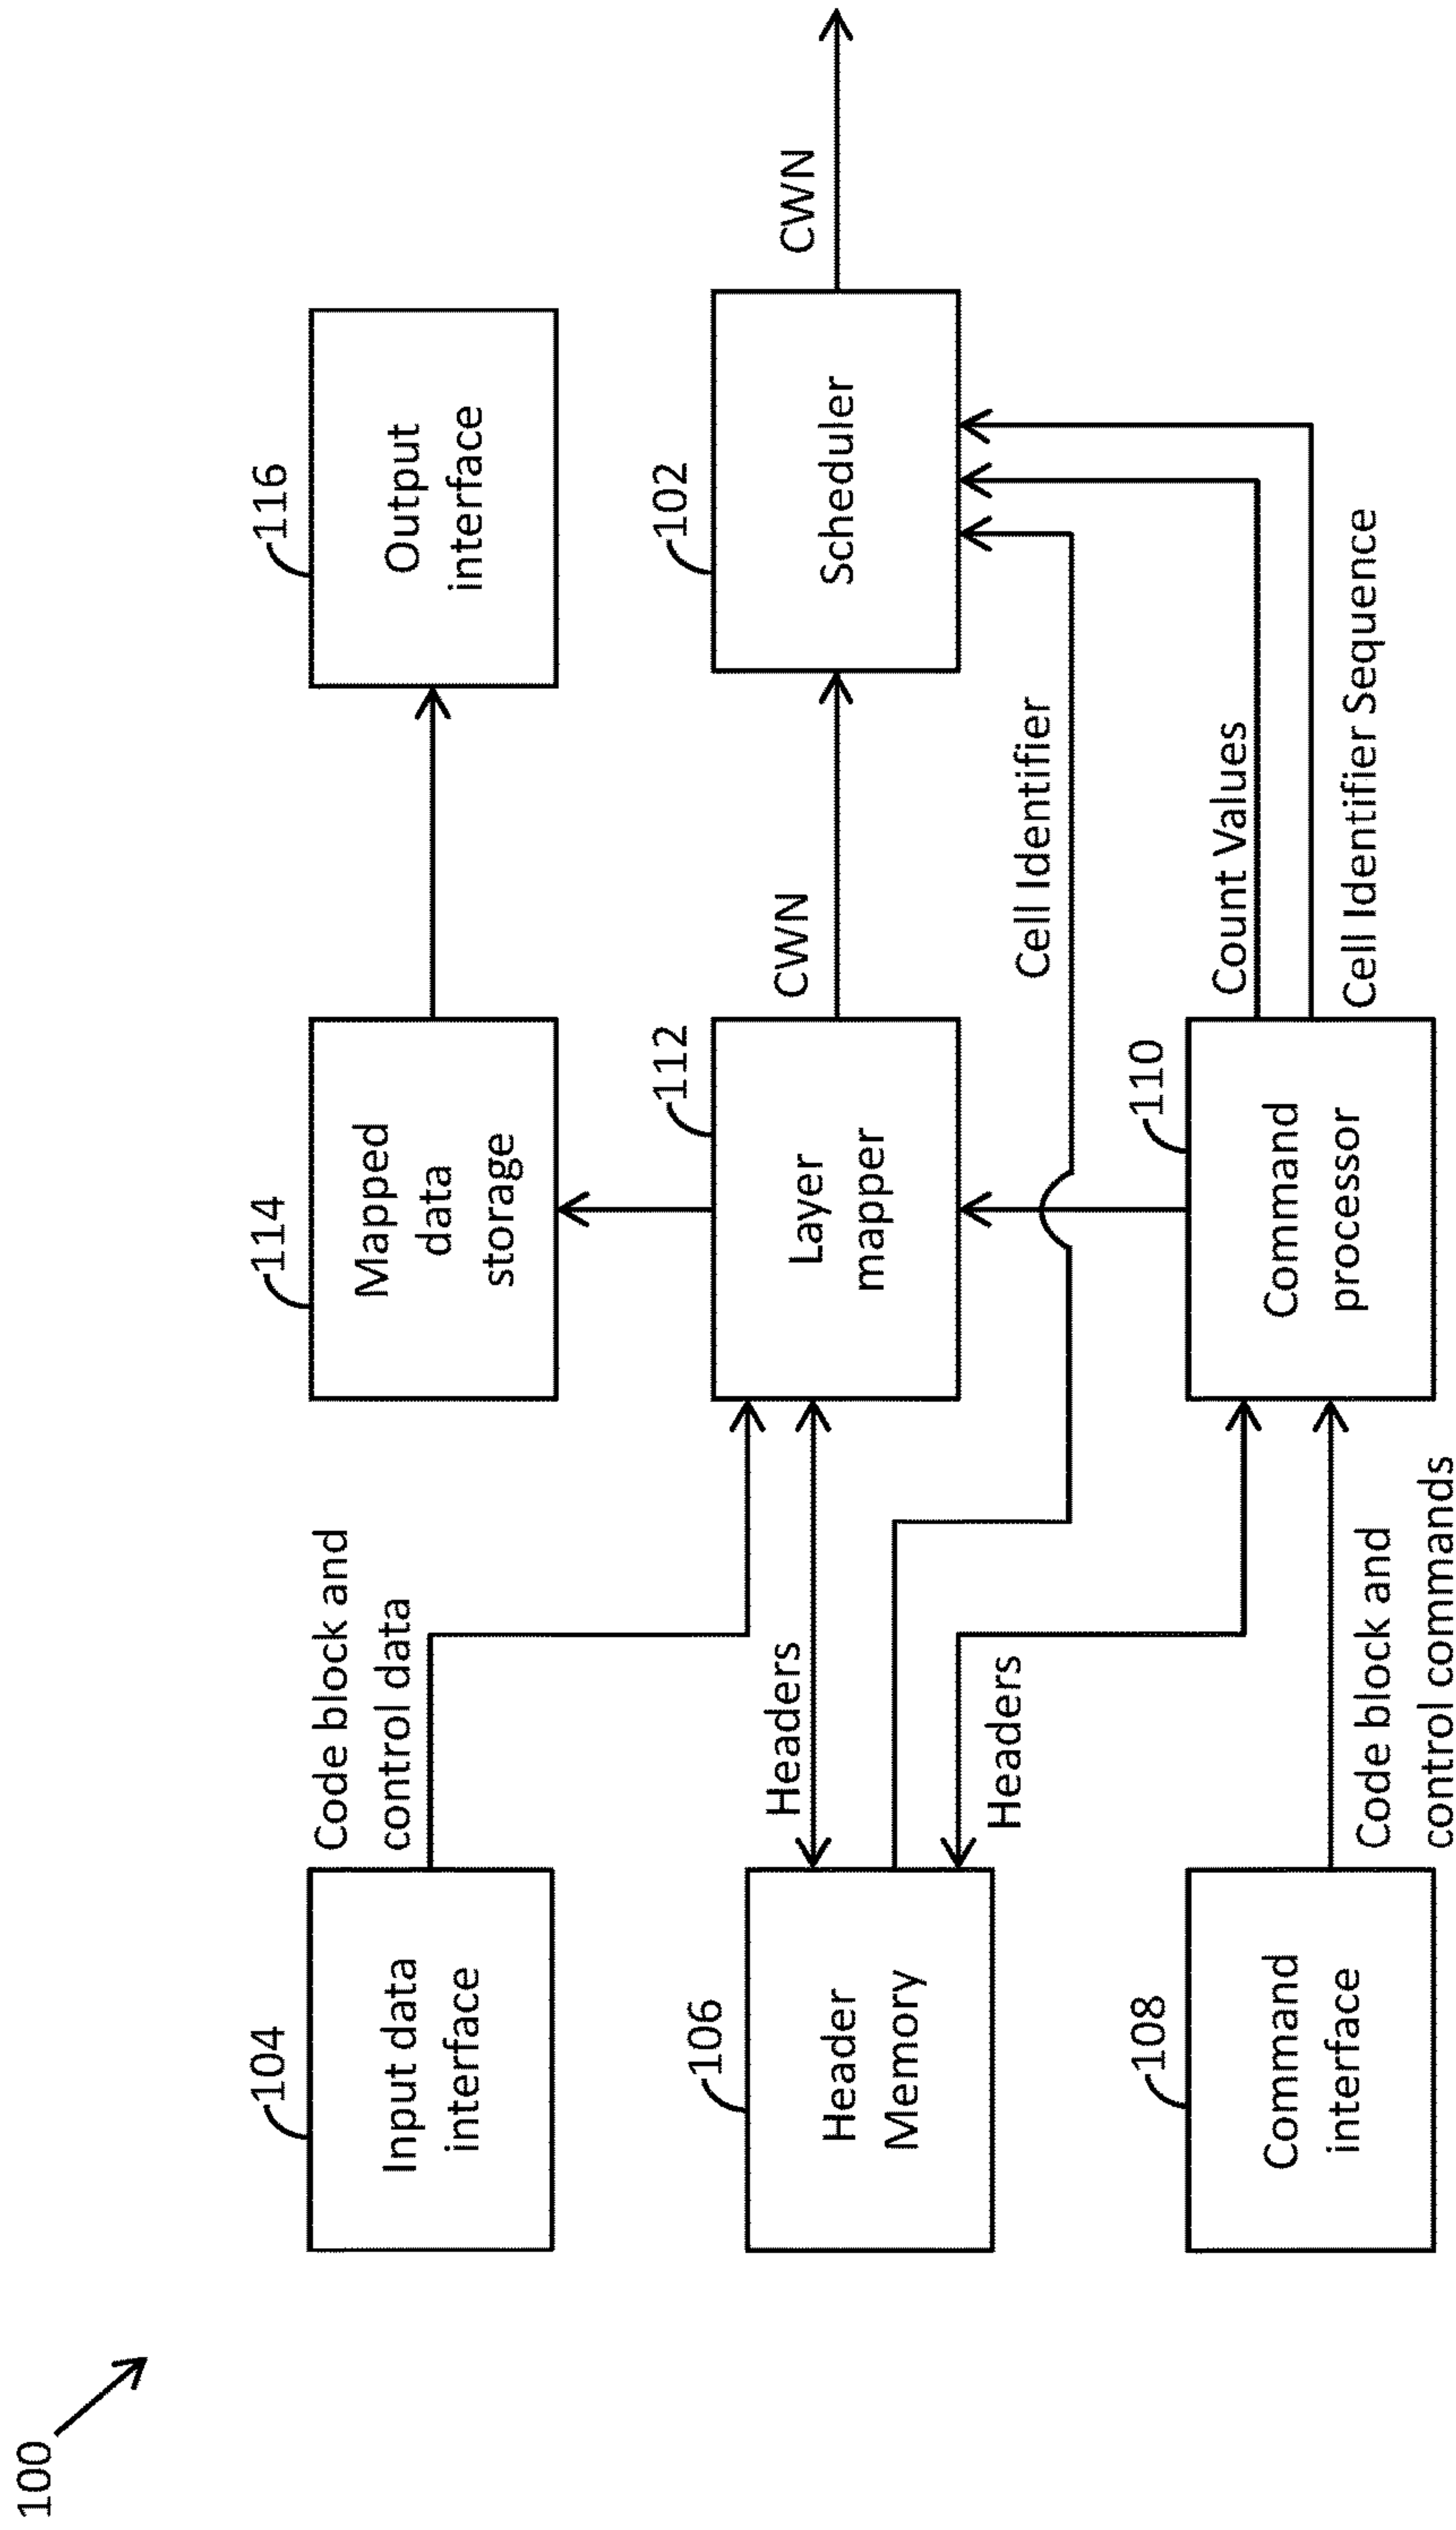 100
104
Input data
interface
Code block and
control data
114
Mapped
data
storage
116
Output
interface
106
Header
Memory
Headers
Headers
112
Layer
mapper
CWN
102
Scheduler
CWN
Cell Identifier
108
Command
interface
Code block and
control commands
110
Command
processor
Count Values
Cell Identifier Sequence